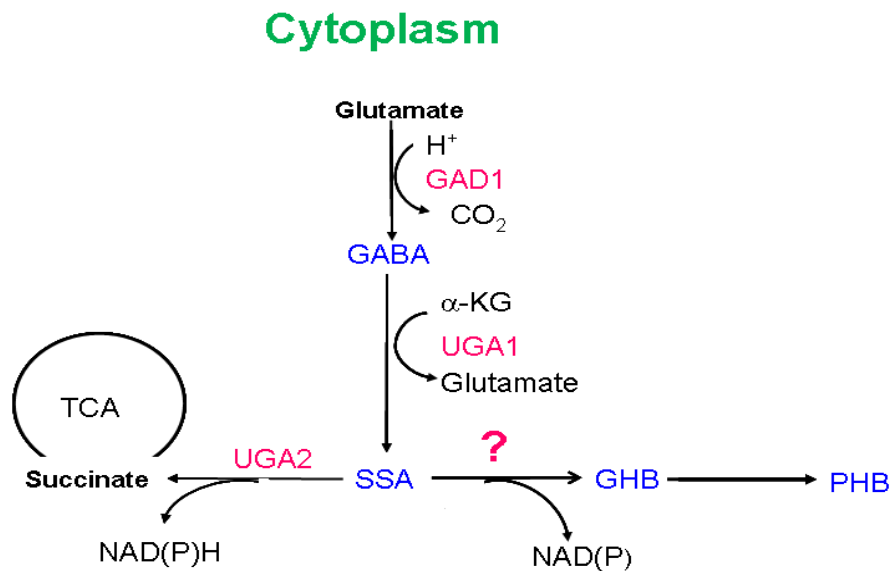 Cytoplasm
Glutamate
H⁺
GAD1
CO₂
GABA
α-KG
UGA1
Glutamate
TCA
UGA2
?
Succinate
SSA
GHB
PHB
NAD(P)H
NAD(P)